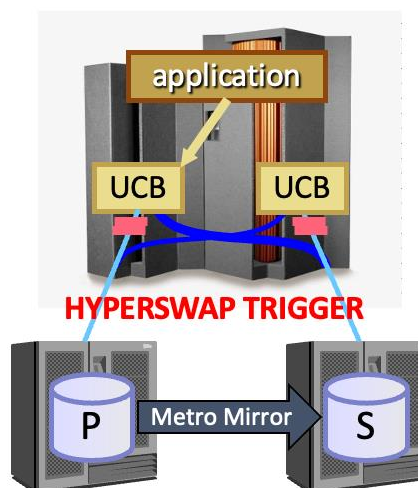 application
UCB
UCB
HYPERSWAP TRIGGER
Metro Mirror
P
S